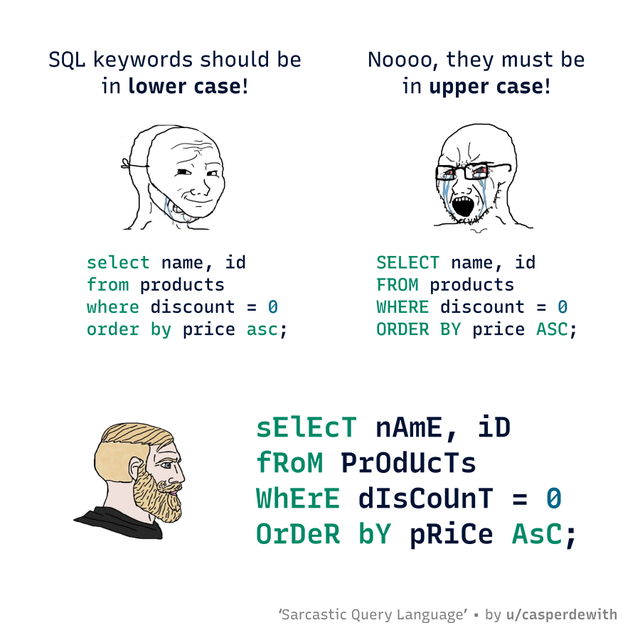 SQL keywords should be
in lower case!
Noooo, they must be
in upper case!
select name, id
from products
where discount = 0
order by price asc;
SELECT name, id
FROM products
WHERE discount = 0
ORDER BY price ASC;
sElEcT nAmE, iD
fRoM PrOdUcTs
WhErE dIsCoUnT = 0
OrDeR bY pRiCe AsC;
'Sarcastic Query Language' • by u/casperdewith